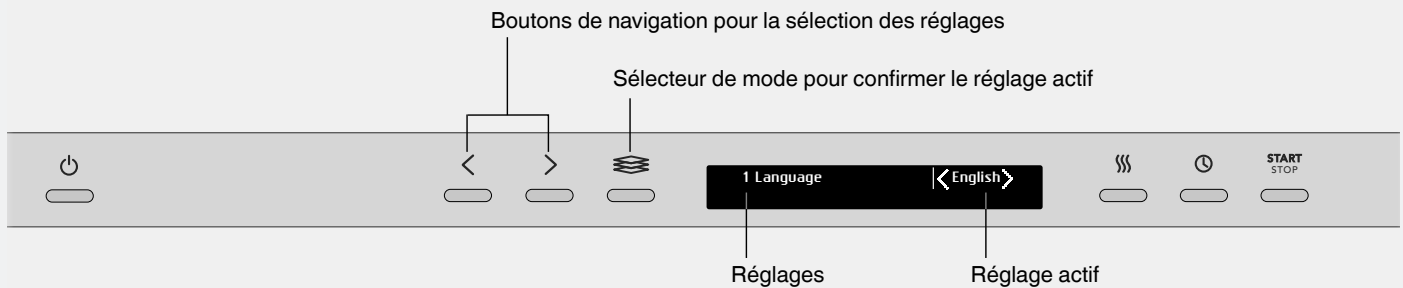 Boutons de navigation pour la sélection des réglages
Sélecteur de mode pour confirmer le réglage actif
START
STOP
1 Language
English
Réglages
Réglage actif